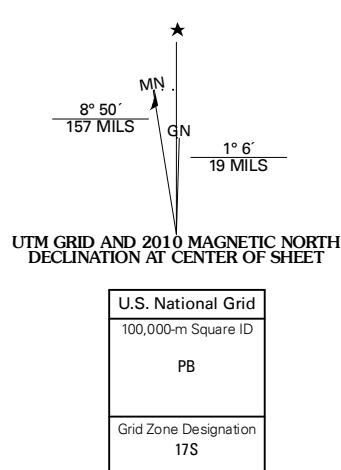 MN
8° 50´
157 MILS
GN
1° 6´
19 MILS
UTM GRID AND 2010 MAGNETIC NORTH
DECLINATION AT CENTER OF SHEET
U.S. National Grid
100,000-m Square ID
PB
Grid Zone Designation
17S